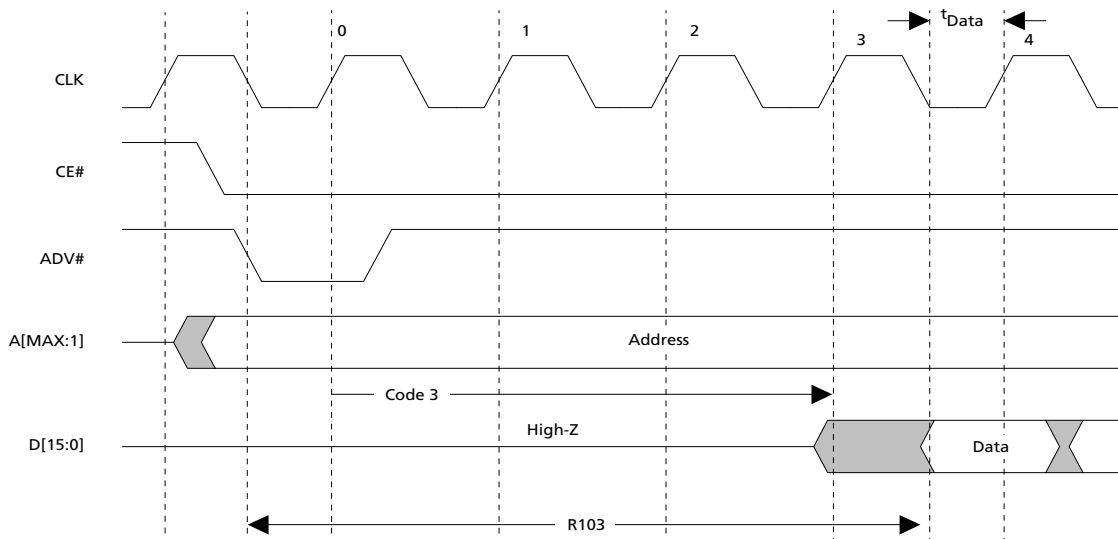 tData
0
1
2
3
4
CLK
CE#
ADV#
A[MAX:1]
Address
Code 3
High-Z
D[15:0]
Data
R103